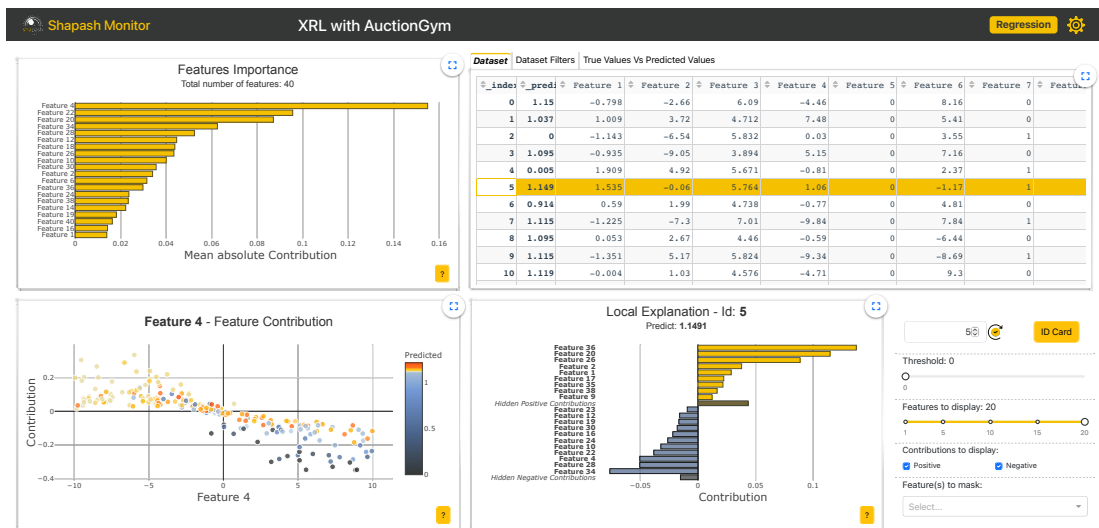 Shapash Monitor
XRL with AuctionGym
Regression
Features Importance
Total number of features: 40
Feature 4
Feature 22
Feature 20
Feature 34
Feature 28
Feature 12
Feature 18
Feature 26
Feature 10
Feature 30
Feature 2
Feature 6
Feature 36
Feature 24
Feature 38
Feature 14
Feature 19
Feature 40
Feature 16
Feature 1
0 0.02 0.04 0.06 0.08 0.1 0.12 0.14 0.16
Mean absolute Contribution
?
Dataset Dataset Filters True Values Vs Predicted Values
_index _predi Feature 1 Feature 2 Feature 3 Feature 4 Feature 5 Feature 6 Feature 7 Featu
0 1.15 −0.798 −2.66 6.09 −4.46 0 8.16 0
1 1.037 1.009 3.72 4.712 7.48 0 5.41 0
2 0 −1.143 −6.54 5.832 0.03 0 3.55 1
3 1.095 −0.935 −9.05 3.894 5.15 0 7.16 0
4 0.005 1.909 4.92 5.671 −0.81 0 2.37 1
5 1.149 1.535 −0.06 5.764 1.06 0 −1.17 1
6 0.914 0.59 1.99 4.738 −0.77 0 4.81 0
7 1.115 −1.225 −7.3 7.01 −9.84 0 7.84 1
8 1.095 0.053 2.67 4.46 −0.59 0 −6.44 0
9 1.115 −1.351 5.17 5.824 −9.34 0 −8.69 1
10 1.119 −0.004 1.03 4.576 −4.71 0 9.3 0
Feature 4 - Feature Contribution
Predicted
1
0.5
0
0.2
0
−0.2
−0.4
Contribution
−10 −5 0 5 10
Feature 4
?
Local Explanation - Id: 5
Predict: 1.1491
Feature 36
Feature 20
Feature 26
Feature 2
Feature 1
Feature 17
Feature 35
Feature 38
Feature 9
Hidden Positive Contributions
Feature 23
Feature 12
Feature 19
Feature 30
Feature 16
Feature 24
Feature 10
Feature 22
Feature 4
Feature 28
Feature 34
Hidden Negative Contributions
−0.05 0 0.05 0.1
Contribution
?
5
ID Card
Threshold: 0
0
Features to display: 20
1 5 10 15 20
Contributions to display:
Positive Negative
Feature(s) to mask:
Select...